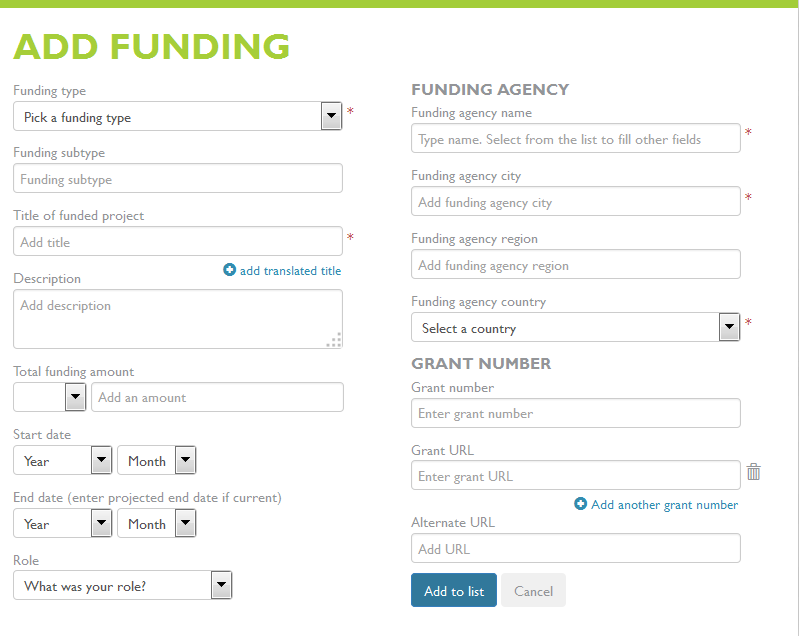 ADD FUNDING
Funding type
Pick a funding type
*
Funding subtype
Funding subtype
Title of funded project
Add title
*
add translated title
Description
Add description
Total funding amount
Add an amount
Start date
Year Month
End date (enter projected end date if current)
Year Month
Role
What was your role?
FUNDING AGENCY
Funding agency name
Type name. Select from the list to fill other fields
*
Funding agency city
Add funding agency city
*
Funding agency region
Add funding agency region
Funding agency country
Select a country
*
GRANT NUMBER
Grant number
Enter grant number
Grant URL
Enter grant URL
Add another grant number
Alternate URL
Add URL
Add to list Cancel